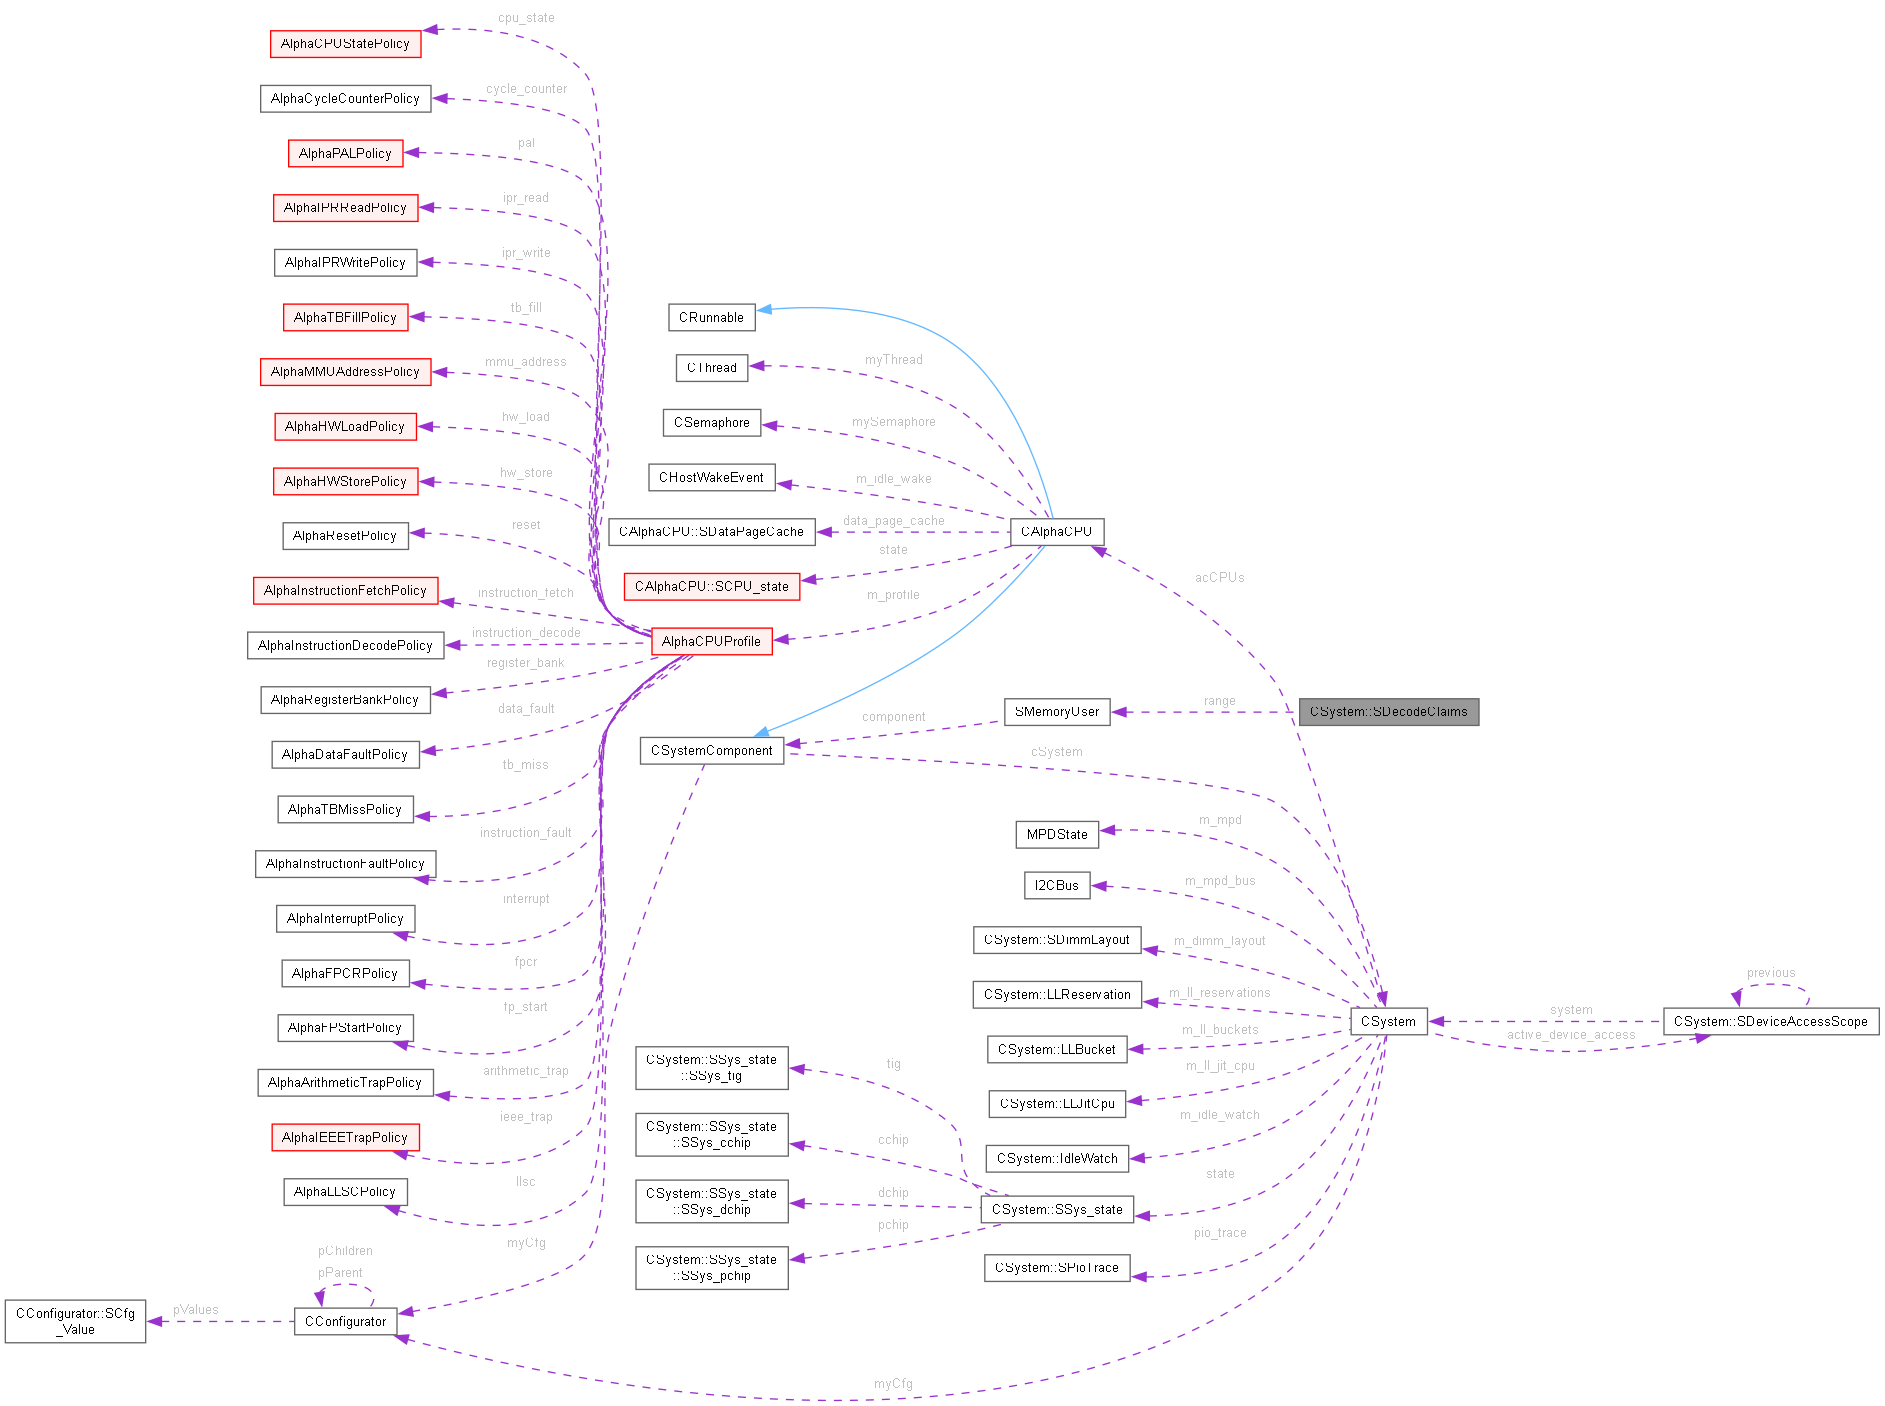 cpu_state
AlphaCPUStatePolicy
cycle_counter
AlphaCycleCounterPolicy
pal
AlphaPALPolicy
ipr_read
AlphaIPRReadPolicy
ipr_write
AlphaIPRWritePolicy
tb_fill
AlphaTBFillPolicy
mmu_address
AlphaMMUAddressPolicy
hw_load
AlphaHWLoadPolicy
hw_store
AlphaHWStorePolicy
reset
AlphaResetPolicy
instruction_fetch
AlphaInstructionFetchPolicy
instruction_decode
AlphaInstructionDecodePolicy
register_bank
AlphaRegisterBankPolicy
data_fault
AlphaDataFaultPolicy
tb_miss
AlphaTBMissPolicy
instruction_fault
AlphaInstructionFaultPolicy
interrupt
AlphaInterruptPolicy
fpcr
AlphaFPCRPolicy
fp_start
AlphaFPStartPolicy
arithmetic_trap
AlphaArithmeticTrapPolicy
ieee_trap
AlphaIEEETrapPolicy
llsc
AlphaLLSCPolicy
myCfg
pChildren
pParent
pValues
CConfigurator::SCfg
_Value
CConfigurator
AlphaCPUProfile
CRunnable
CThread
myThread
CSemaphore
mySemaphore
CHostWakeEvent
m_idle_wake
CAlphaCPU::SDataPageCache
data_page_cache
CAlphaCPU::SCPU_state
state
m_profile
CAlphaCPU
acCPUs
CSystemComponent
component
SMemoryUser
range
CSystem::SDecodeClaims
cSystem
MPDState
m_mpd
I2CBus
m_mpd_bus
CSystem::SDimmLayout
m_dimm_layout
CSystem::LLReservation
m_ll_reservations
CSystem::LLBucket
m_ll_buckets
CSystem::LLJitCpu
m_ll_jit_cpu
CSystem::IdleWatch
m_idle_watch
CSystem::SSys_state
state
CSystem::SPioTrace
pio_trace
CSystem
system
active_device_access
previous
CSystem::SDeviceAccessScope
CSystem::SSys_state
::SSys_tig
tig
CSystem::SSys_state
::SSys_cchip
cchip
CSystem::SSys_state
::SSys_dchip
dchip
CSystem::SSys_state
::SSys_pchip
pchip
myCfg